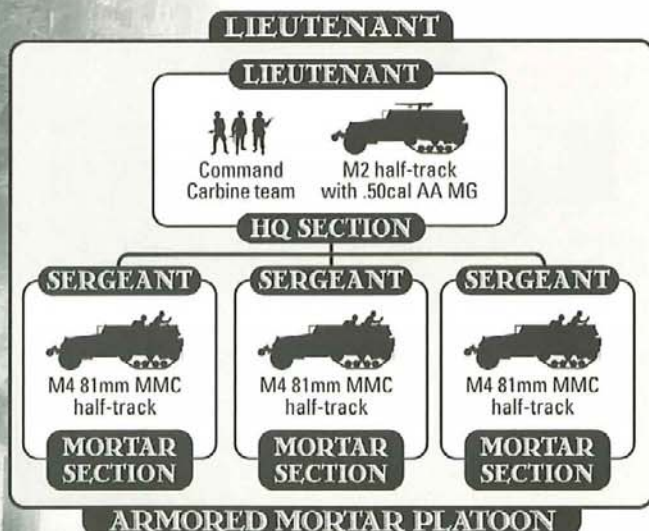 LIEUTENANT
LIEUTENANT
Command
Carbine team
M2 half-track
with .50cal AA MG
HQ SECTION
SERGEANT
M4 81mm MMC
half-track
MORTAR
SECTION
SERGEANT
M4 81mm MMC
half-track
MORTAR
SECTION
SERGEANT
M4 81mm MMC
half-track
MORTAR
SECTION
ARMORED MORTAR PLATOON